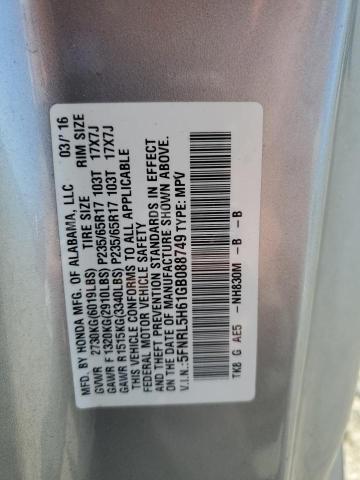 MFD. BY HONDA MFG. OF ALABAMA, LLC 03/'16
TIRE SIZE RIM SIZE
GVWR 2730KG(6019LBS)
GAWR F 1320KG(2910LBS) P235/65R17 103T 17X7J
GAWR R1515KG(3340LBS) P235/65R17 103T 17X7J
THIS VEHICLE CONFORMS TO ALL APPLICABLE
FEDERAL MOTOR VEHICLE SAFETY
AND THEFT PREVENTION STANDARDS IN EFFECT
ON THE DATE OF MANUFACTURE SHOWN ABOVE.
V.I.N.:5FNRL5H61GB088749 TYPE: MPV
TK8 G AE5 -NH830M - B - B